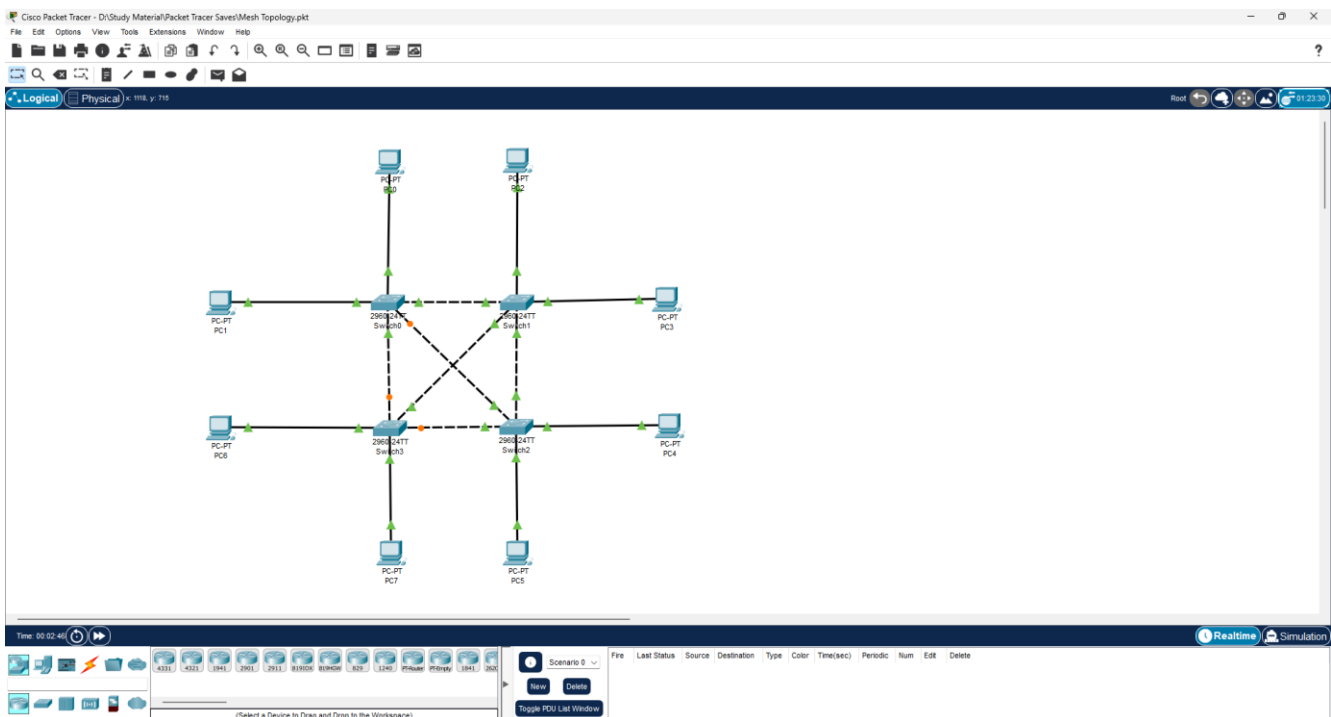 Cisco Packet Tracer - D:\Study Material\Packet Tracer Saves\Mesh Topology.pkt
File Edit Options View Tools Extensions Window Help
?
Logical Physical x: 1118, y: 715 Root 01:23:30
PC-PT
PC0
PC-PT
PC2
PC-PT
PC1
2960-24TT
Switch0
2960-24TT
Switch1
PC-PT
PC3
PC-PT
PC6
2960-24TT
Switch3
2960-24TT
Switch2
PC-PT
PC4
PC-PT
PC7
PC-PT
PC5
Time: 00:02:46 Realtime Simulation
4331 4321 1941 2901 2911 819IOX 819HGW 829 1240 PT-Router PT-Empty 1841
Scenario 0
Fire Last Status Source Destination Type Color Time(sec) Periodic Num Edit Delete
New Delete
Toggle PDU List Window
(Select a Device to Drag and Drop to the Workspace)